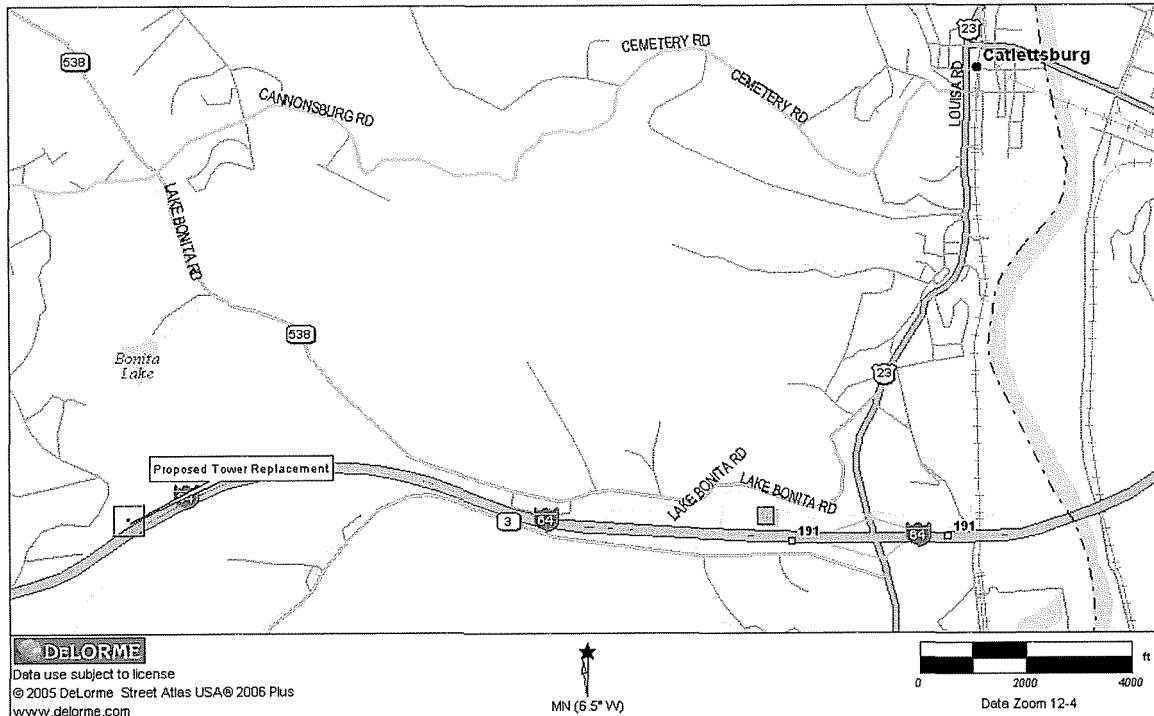 23
Catlettsburg
538
CEMETERY RD
CEMETERY RD
CANNONSBURG RD
LOUISA RD
LAKE BONITA RD
538
Bonita
Lake
23
Proposed Tower Replacement
64
LAKE BONITA RD
LAKE BONITA RD
3
64
191
64
191
DELORME
Data use subject to license
© 2005 DeLorme Street Atlas USA® 2006 Plus
www.delorme.com
MN (6.5° W)
ft
0 2000 4000
Data Zoom 12-4